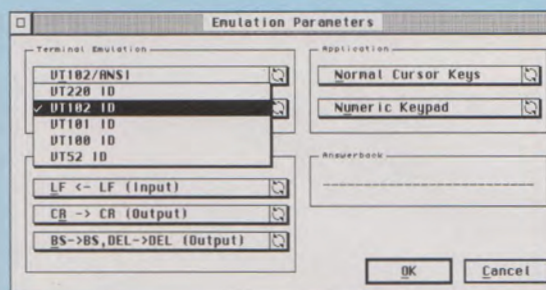 Emulation Parameters
Terminal Emulation
VT102/ANSI
VT220 ID
✓ VT102 ID
VT101 ID
VT100 ID
VT52 ID
LF <- LF (Input)
CR -> CR (Output)
BS->BS,DEL->DEL (Output)
Application
Normal Cursor Keys
Numeric Keypad
Answerback
OK
Cancel